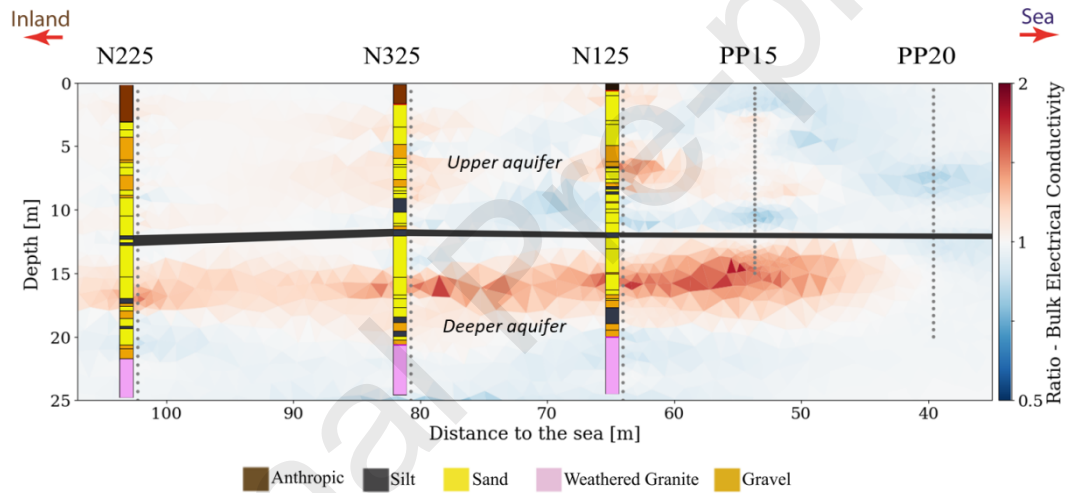 Inland
Sea
N225
N325
N125
PP15
PP20
0
5
10
15
20
25
Depth [m]
Upper aquifer
Deeper aquifer
100
90
80
70
60
50
40
Distance to the sea [m]
2
1
0.5
Ratio - Bulk Electrical Conductivity
Anthropic
Silt
Sand
Weathered Granite
Gravel
nal Pre-p